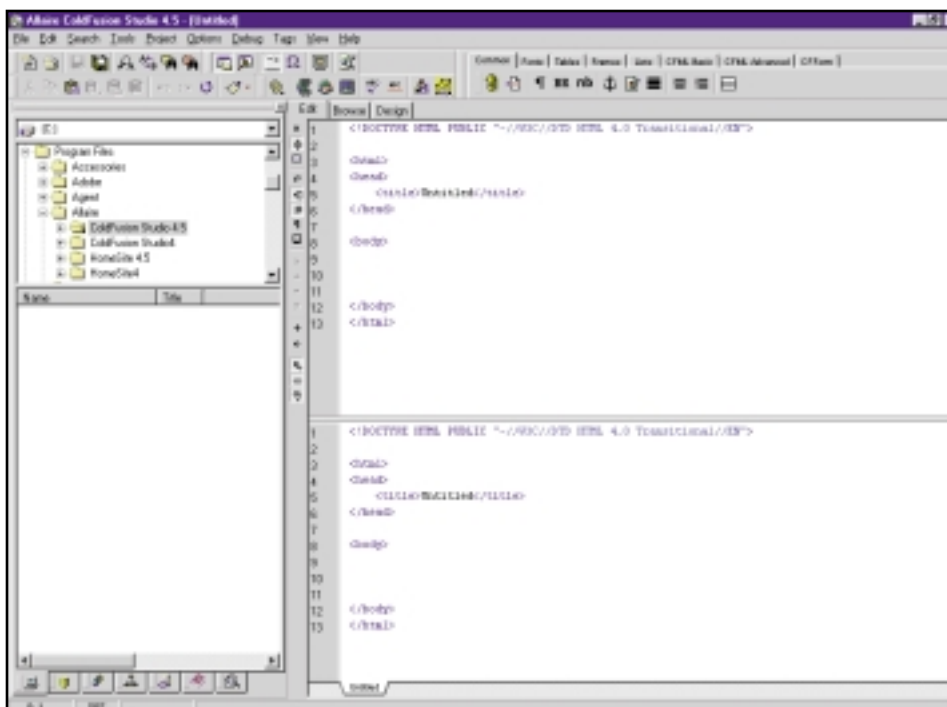 Allaire ColdFusion Studio 4.5 - [Untitled]
File Edit Search Tools Project Options Debug Tags View Help
Common Fonts Tables Frames Lists CFML Basic CFML Advanced CFForm
Edit Browse Design
Program Files
Accessories
Adobe
Agent
Allaire
ColdFusion Studio 4.5
ColdFusion Studio4
HomeSite 4.5
HomeSite4
Name Title
1 <!DOCTYPE HTML PUBLIC "-//W3C//DTD HTML 4.0 Transitional//EN">
2
3 <html>
4 <head>
5 <title>Untitled</title>
6 </head>
7
8 <body>
9
10
11
12 </body>
13 </html>
1 <!DOCTYPE HTML PUBLIC "-//W3C//DTD HTML 4.0 Transitional//EN">
2
3 <html>
4 <head>
5 <title>Untitled</title>
6 </head>
7
8 <body>
9
10
11
12 </body>
13 </html>
Untitled